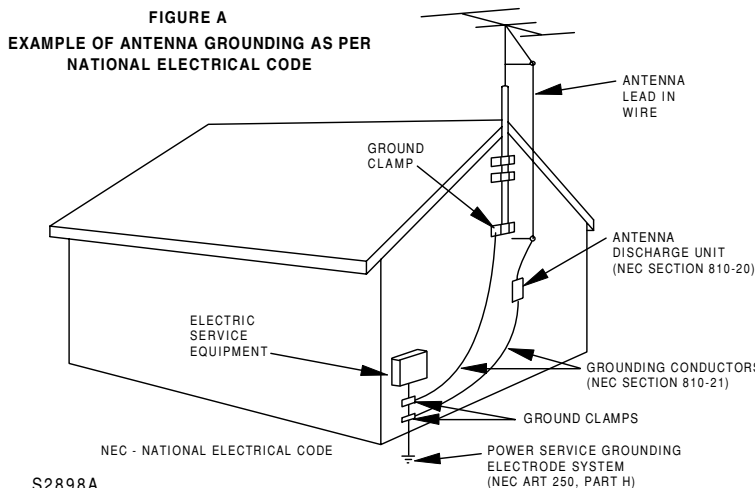 FIGURE A
EXAMPLE OF ANTENNA GROUNDING AS PER
NATIONAL ELECTRICAL CODE
ANTENNA
LEAD IN
WIRE
GROUND
CLAMP
ANTENNA
DISCHARGE UNIT
(NEC SECTION 810-20)
ELECTRIC
SERVICE
EQUIPMENT
GROUNDING CONDUCTORS
(NEC SECTION 810-21)
GROUND CLAMPS
NEC - NATIONAL ELECTRICAL CODE
POWER SERVICE GROUNDING
ELECTRODE SYSTEM
(NEC ART 250, PART H)
S2898A